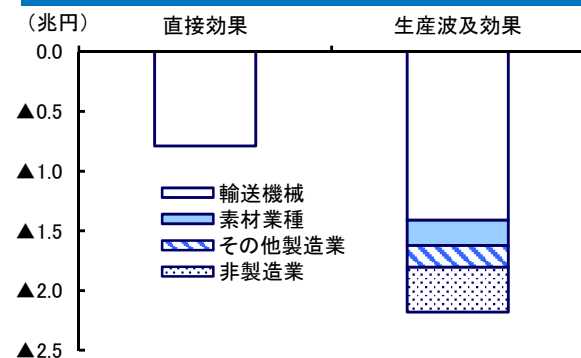 （兆円）
直接効果
生産波及効果
0.0
▲0.5
▲1.0
▲1.5
▲2.0
▲2.5
輸送機械
素材業種
その他製造業
非製造業